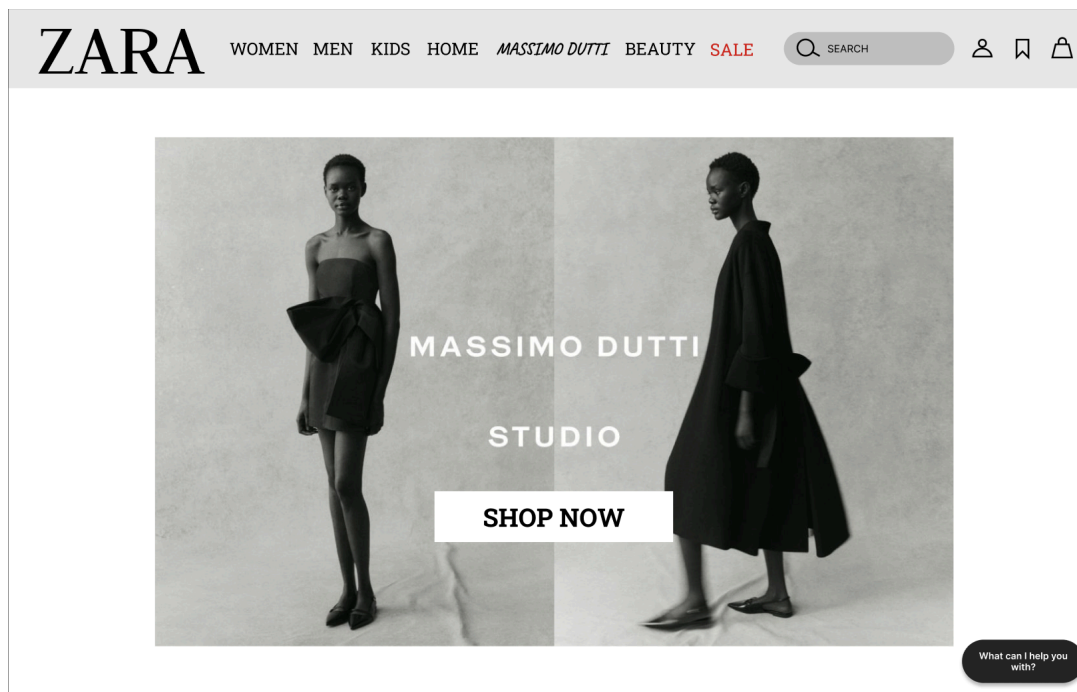 ZARA WOMEN MEN KIDS HOME MASSIMO DUTTI BEAUTY SALE SEARCH
MASSIMO DUTTI
STUDIO
SHOP NOW
What can I help you
with?